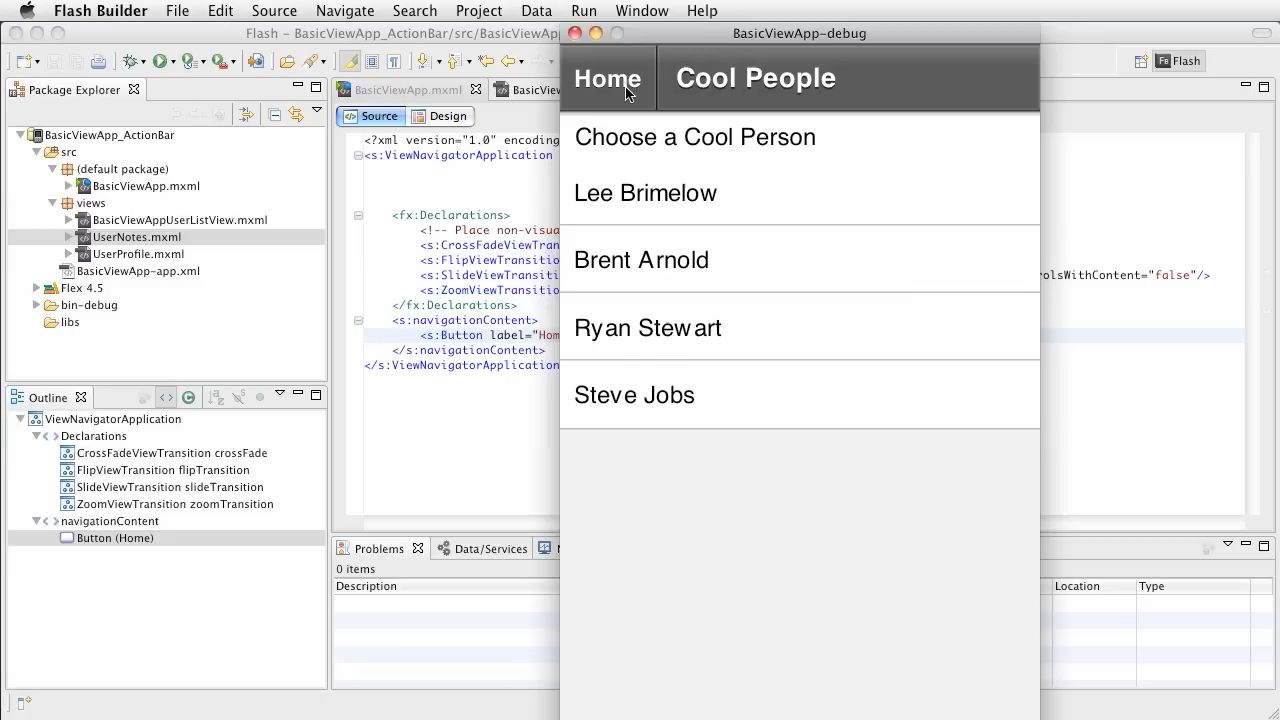 Flash Builder File Edit Source Navigate Search Project Data Run Window Help
Flash - BasicViewApp_ActionBar/src/BasicViewApp
BasicViewApp-debug
Flash
Package Explorer
BasicViewApp_ActionBar
src
(default package)
BasicViewApp.mxml
views
BasicViewAppUserListView.mxml
UserNotes.mxml
UserProfile.mxml
BasicViewApp-app.xml
Flex 4.5
bin-debug
libs
Outline
ViewNavigatorApplication
Declarations
CrossFadeViewTransition crossFade
FlipViewTransition flipTransition
SlideViewTransition slideTransition
ZoomViewTransition zoomTransition
navigationContent
Button (Home)
BasicViewApp.mxml BasicView
Source Design
<?xml version="1.0" encoding
<s:ViewNavigatorApplication
<fx:Declarations>
<!-- Place non-visua
<s:CrossFadeViewTran
<s:FlipViewTransitio
<s:SlideViewTransiti rolsWithContent="false"/>
<s:ZoomViewTransitio
</fx:Declarations>
<s:navigationContent>
<s:Button label="Hom
</s:navigationContent>
</s:ViewNavigatorApplication
Home Cool People
Choose a Cool Person
Lee Brimelow
Brent Arnold
Ryan Stewart
Steve Jobs
Problems Data/Services
0 items
Description Location Type